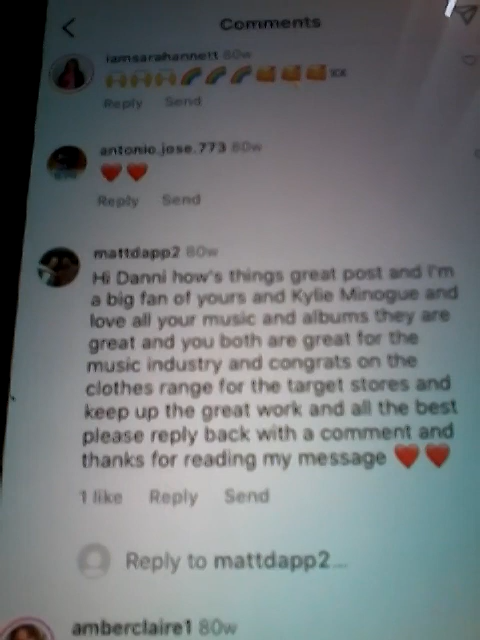 Comments
iamsarahannett 80w
🙌🙌🙌🌈🌈🌈🥰🥰🥰xx
Reply Send
antonio.jose.773 80w
❤️❤️
Reply Send
mattdapp2 80w
Hi Danni how's things great post and I'm
a big fan of yours and Kylie Minogue and
love all your music and albums they are
great and you both are great for the
music industry and congrats on the
clothes range for the target stores and
keep up the great work and all the best
please reply back with a comment and
thanks for reading my message ❤️❤️
1 like Reply Send
Reply to mattdapp2...
amberclaire1 80w